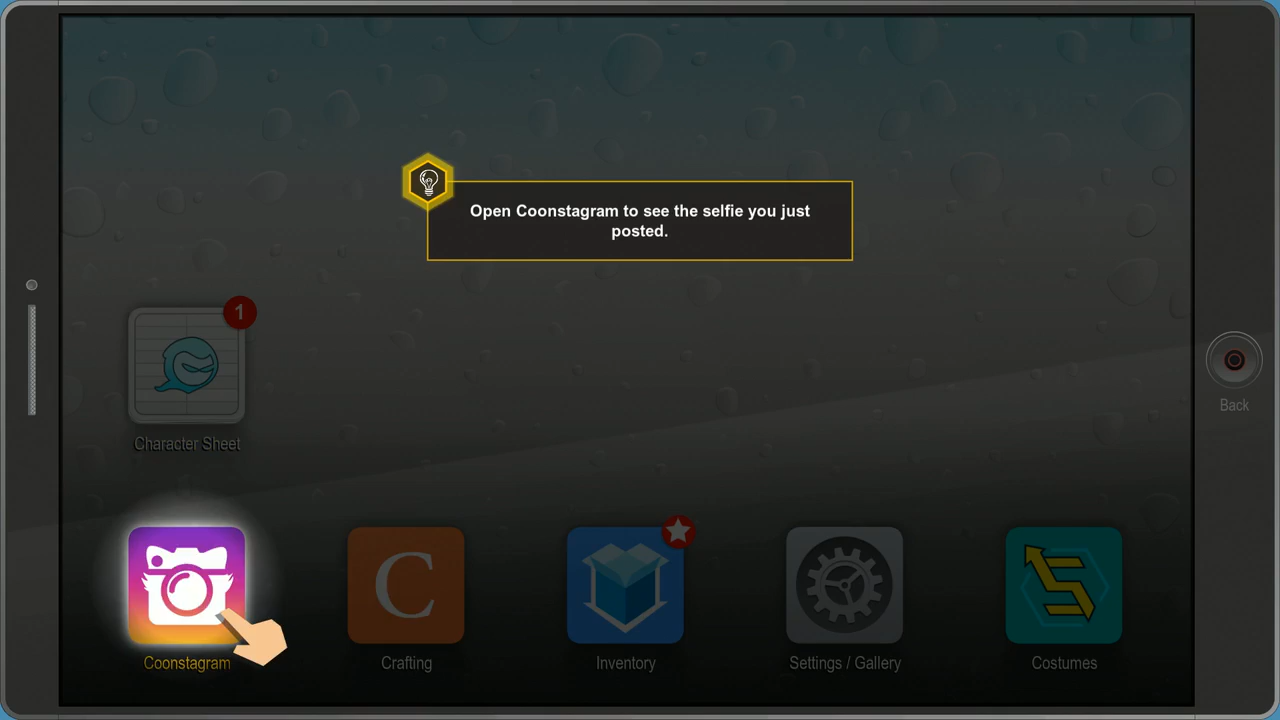 Open Coonstagram to see the selfie you just
posted.
1
Character Sheet
Back
C
Coonstagram
Crafting
Inventory
Settings / Gallery
Costumes